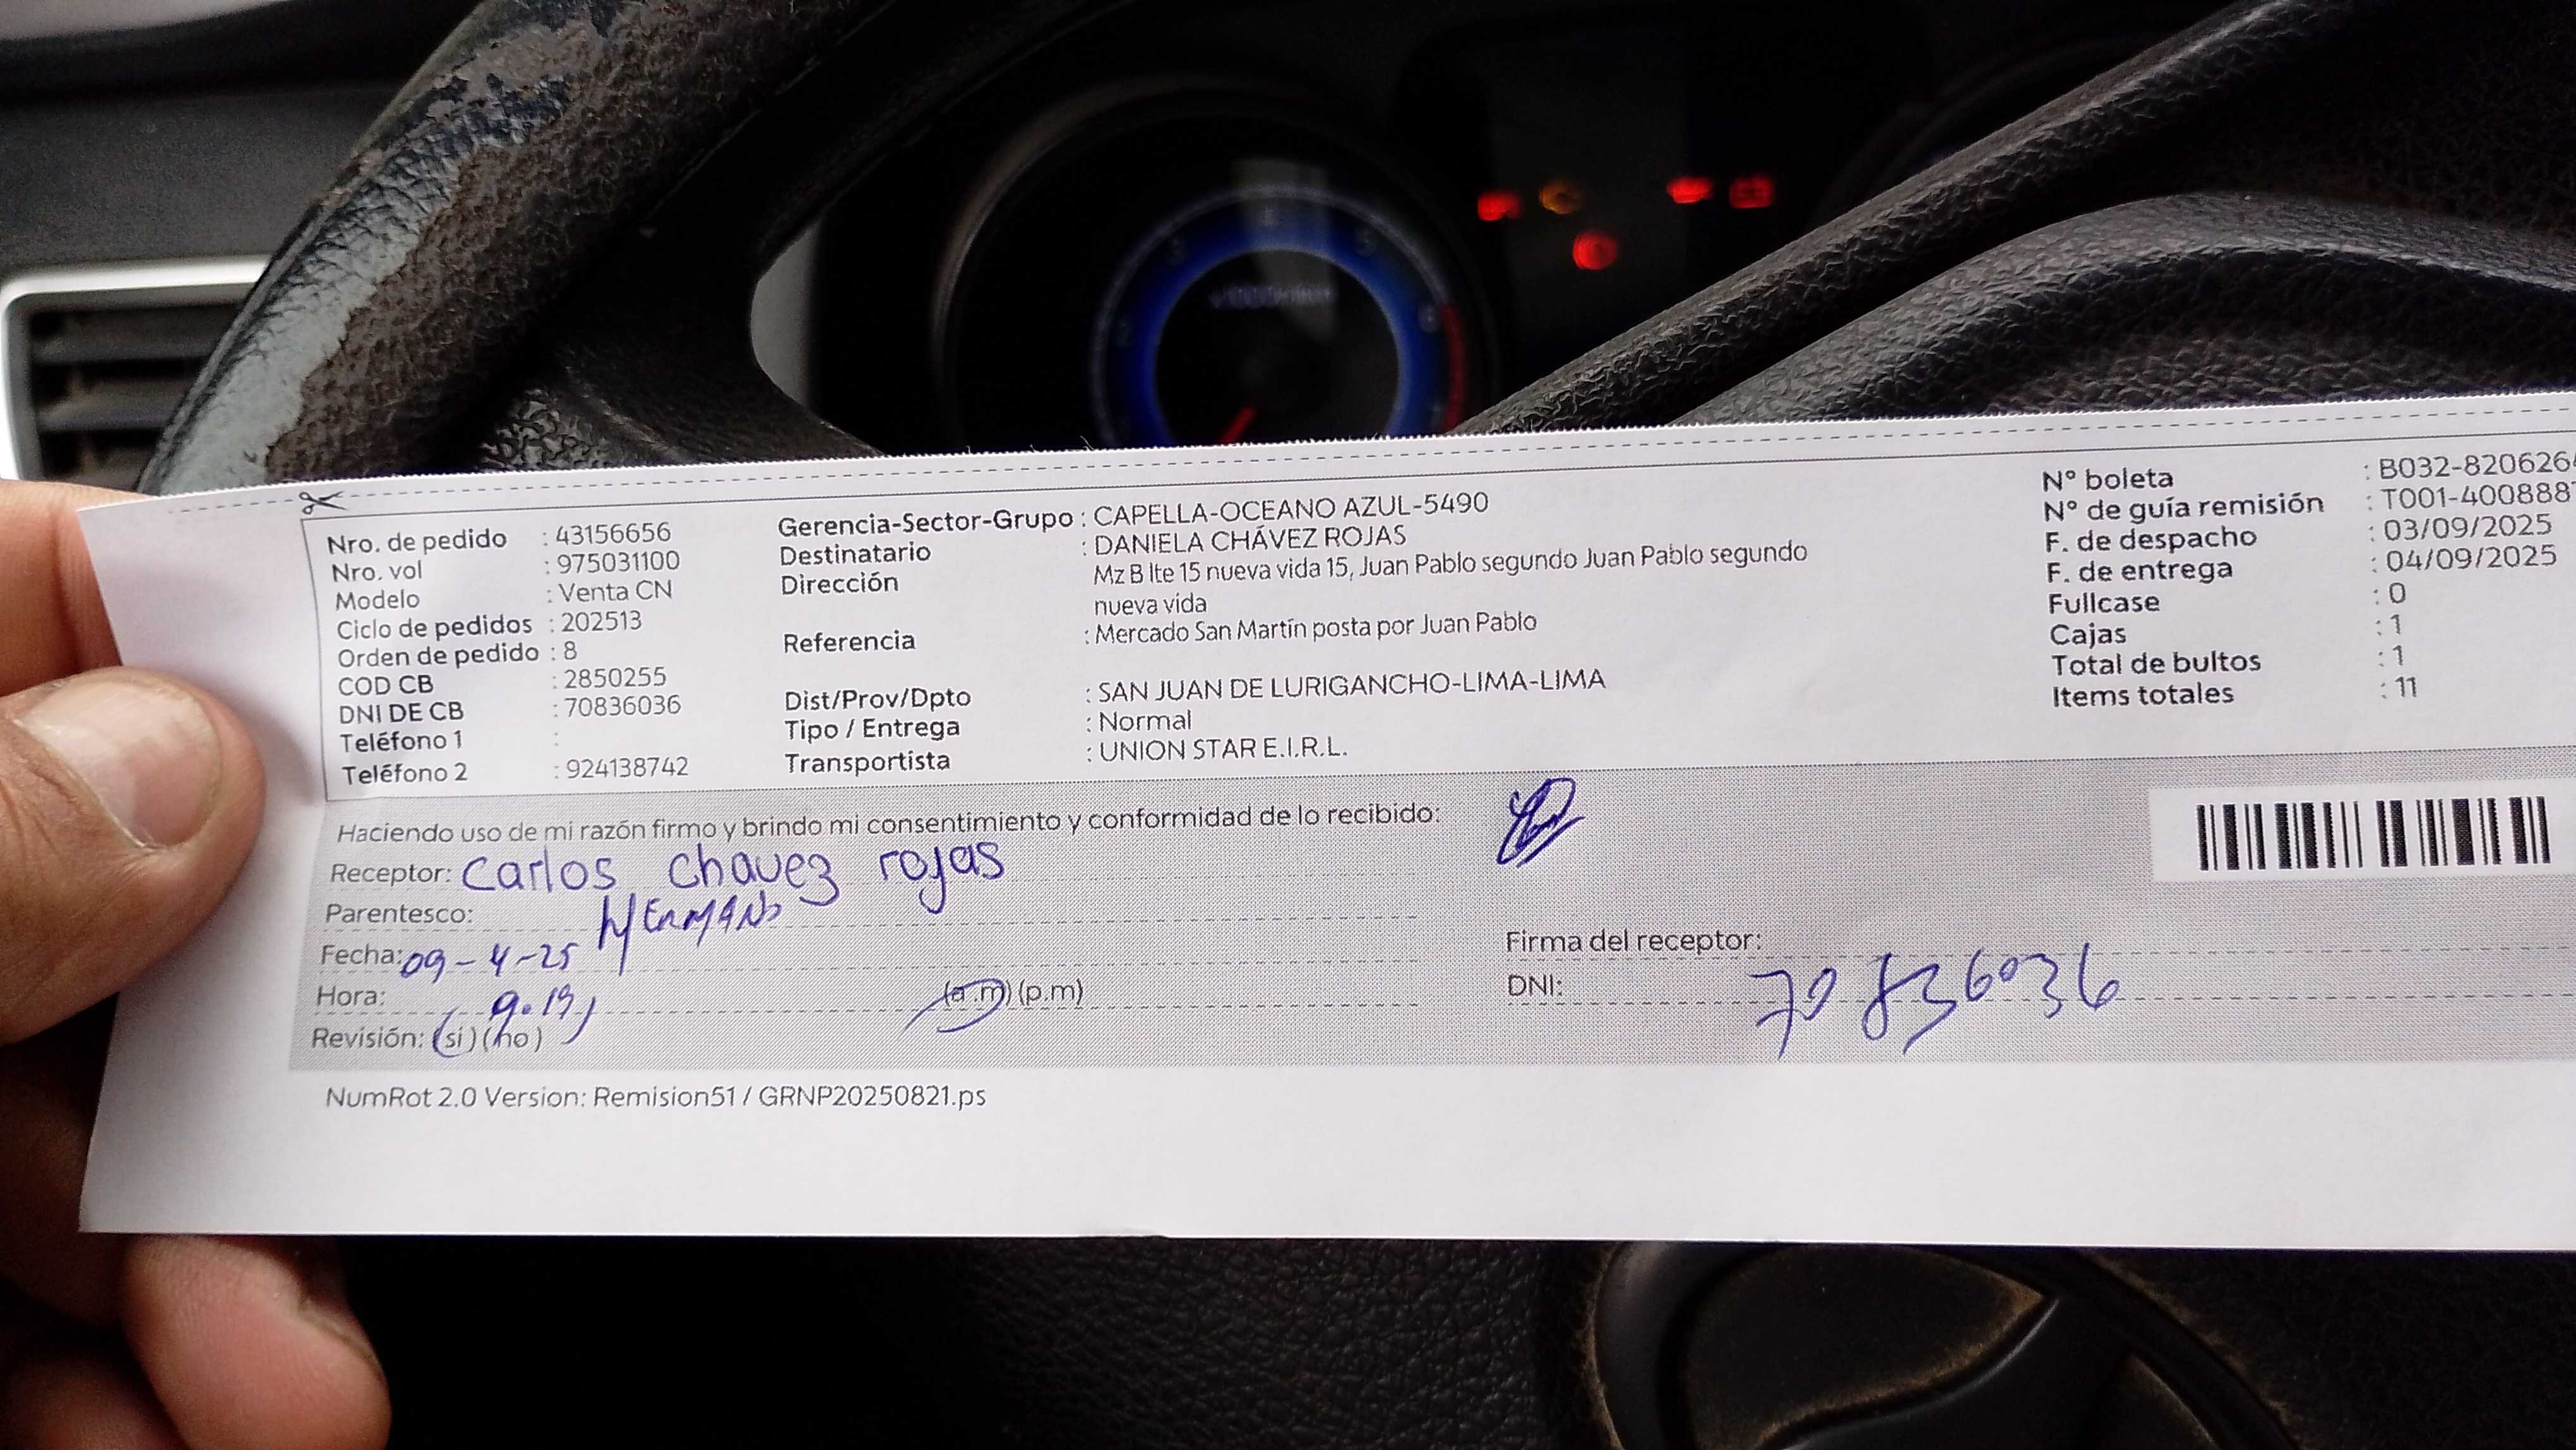 Nro. de pedido : 43156656
Nro. vol : 975031100
Modelo : Venta CN
Ciclo de pedidos : 202513
Orden de pedido : 8
COD CB : 2850255
DNI DE CB : 70836036
Teléfono 1 :
Teléfono 2 : 924138742
Gerencia-Sector-Grupo : CAPELLA-OCEANO AZUL-5490
Destinatario : DANIELA CHÁVEZ ROJAS
Dirección Mz B lte 15 nueva vida 15, Juan Pablo segundo Juan Pablo segundo
nueva vida
Referencia : Mercado San Martín posta por Juan Pablo
Dist/Prov/Dpto : SAN JUAN DE LURIGANCHO-LIMA-LIMA
Tipo / Entrega : Normal
Transportista : UNION STAR E.I.R.L.
N° boleta : B032-820626
N° de guía remisión : T001-400888
F. de despacho : 03/09/2025
F. de entrega : 04/09/2025
Fullcase : 0
Cajas : 1
Total de bultos : 1
Items totales : 11
Haciendo uso de mi razón firmo y brindo mi consentimiento y conformidad de lo recibido:
Receptor: Carlos Chavez rojas
Parentesco: HERMANO
Fecha: 09-4-25
Hora: 9.19 (a.m) (p.m)
Revisión: (si) (no)
Firma del receptor:
DNI: 70836036
NumRot 2.0 Version: Remision51 / GRNP20250821.ps